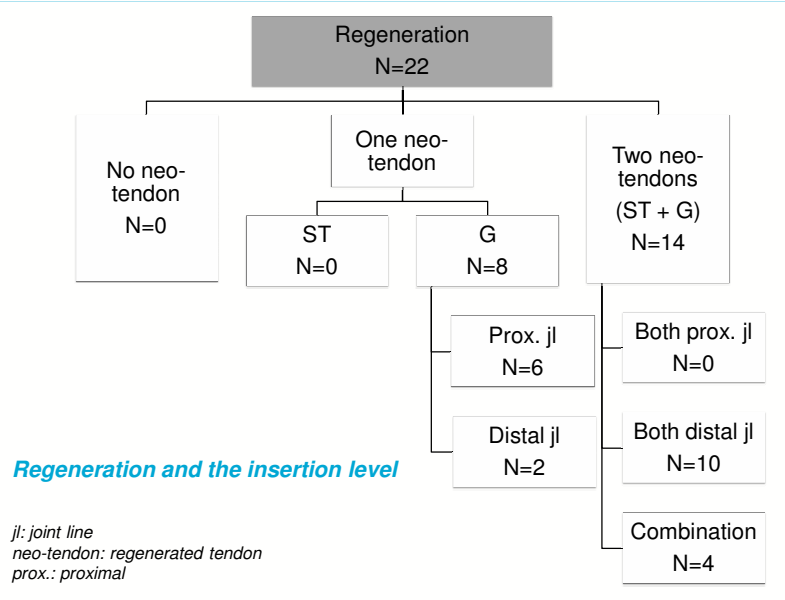 Regeneration
N=22
No neo-
tendon
N=0
One neo-
tendon
ST
N=0
G
N=8
Prox. jl
N=6
Distal jl
N=2
Two neo-
tendons
(ST + G)
N=14
Both prox. jl
N=0
Both distal jl
N=10
Combination
N=4
Regeneration and the insertion level
jl: joint line
neo-tendon: regenerated tendon
prox.: proximal